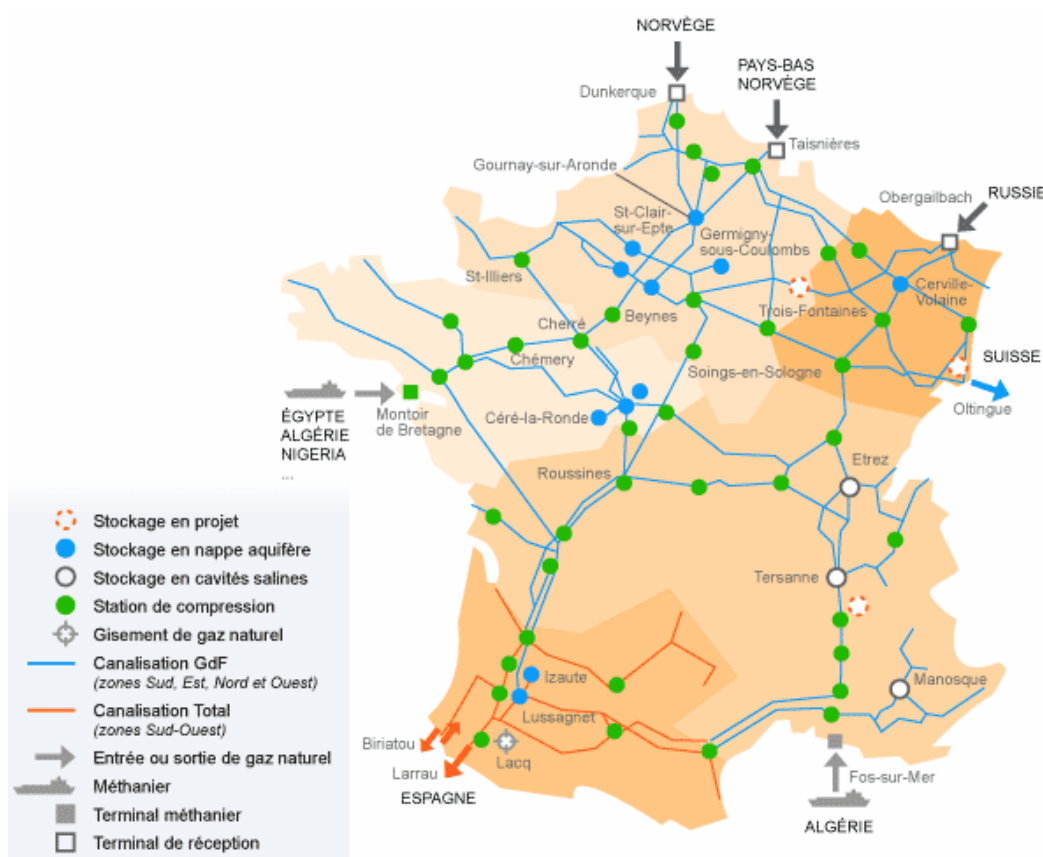 NORVÈGE
PAYS-BAS
NORVÈGE
Dunkerque
Taisnières
Gournay-sur-Aronde
Obergailbach
RUSSIE
St-Clair-
sur-Epte
Germigny-
sous-Coulombs
St-Illiers
Cerville-
Velaine
Trois-Fontaines
Beynes
Cherré
Chémery
Soings-en-Sologne
SUISSE
Oltingue
ÉGYPTE
ALGÉRIE
NIGERIA
...
Montoir
de Bretagne
Céré-la-Ronde
Etrez
Roussines
Tersanne
Izaute
Manosque
Lussagnet
Biriatou
Lacq
Larrau
ESPAGNE
Fos-sur-Mer
ALGÉRIE
Stockage en projet
Stockage en nappe aquifère
Stockage en cavités salines
Station de compression
Gisement de gaz naturel
Canalisation GdF
(zones Sud, Est, Nord et Ouest)
Canalisation Total
(zones Sud-Ouest)
Entrée ou sortie de gaz naturel
Méthanier
Terminal méthanier
Terminal de réception